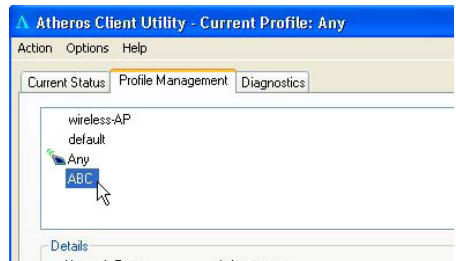 Atheros Client Utility - Current Profile: Any
Action Options Help
Current Status Profile Management Diagnostics
wireless-AP
default
Any
ABC
Details